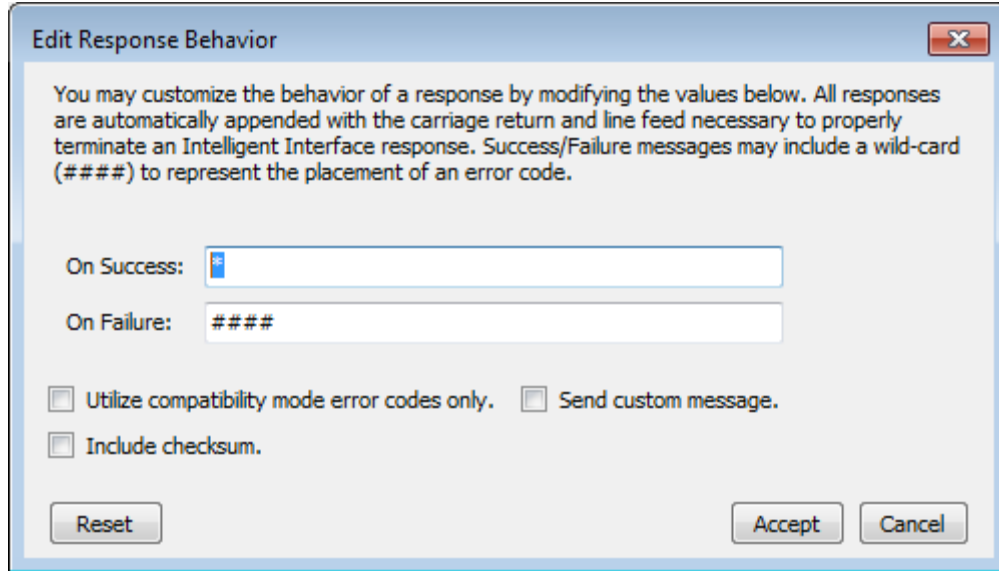 Edit Response Behavior
You may customize the behavior of a response by modifying the values below. All responses
are automatically appended with the carriage return and line feed necessary to properly
terminate an Intelligent Interface response. Success/Failure messages may include a wild-card
(####) to represent the placement of an error code.
On Success: *
On Failure: ####
Utilize compatibility mode error codes only. Send custom message.
Include checksum.
Reset Accept Cancel